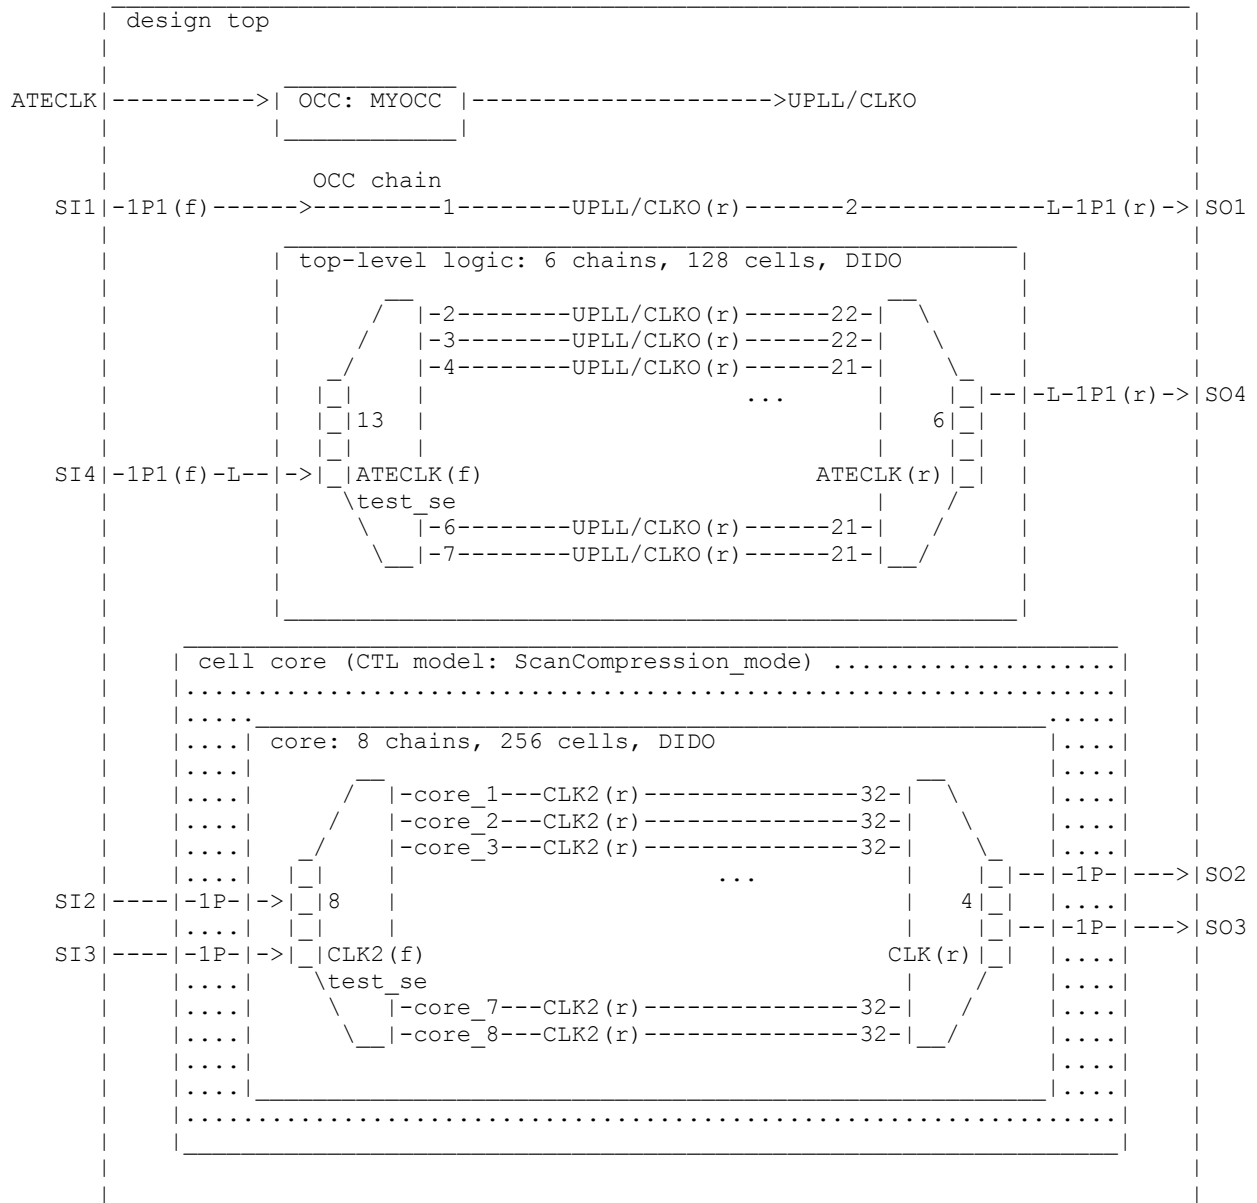 design top
ATECLK|---------->| OCC: MYOCC |--------------------->UPLL/CLKO
OCC chain
SI1|-1P1(f)------>---------1--------UPLL/CLKO(r)-------2-------------L-1P1(r)->|SO1
top-level logic: 6 chains, 128 cells, DIDO
|-2--------UPLL/CLKO(r)------22-|
|-3--------UPLL/CLKO(r)------22-|
|-4--------UPLL/CLKO(r)------21-|
... |_|--|-L-1P1(r)->|SO4
|_|13 6|_|
SI4|-1P1(f)-L--|->|_|ATECLK(f) ATECLK(r)|_|
\test_se
|-6--------UPLL/CLKO(r)------21-|
|-7--------UPLL/CLKO(r)------21-|
cell core (CTL model: ScanCompression_mode) ....................|
core: 8 chains, 256 cells, DIDO
|-core_1---CLK2(r)---------------32-|
|-core_2---CLK2(r)---------------32-|
|-core_3---CLK2(r)---------------32-|
... |_|--|-1P-|--->|SO2
SI2|----|-1P-|->|_|8 4|_|
|_|--|-1P-|--->|SO3
SI3|----|-1P-|->|_|CLK2(f) CLK(r)|_|
\test_se
|-core_7---CLK2(r)---------------32-|
|-core_8---CLK2(r)---------------32-|